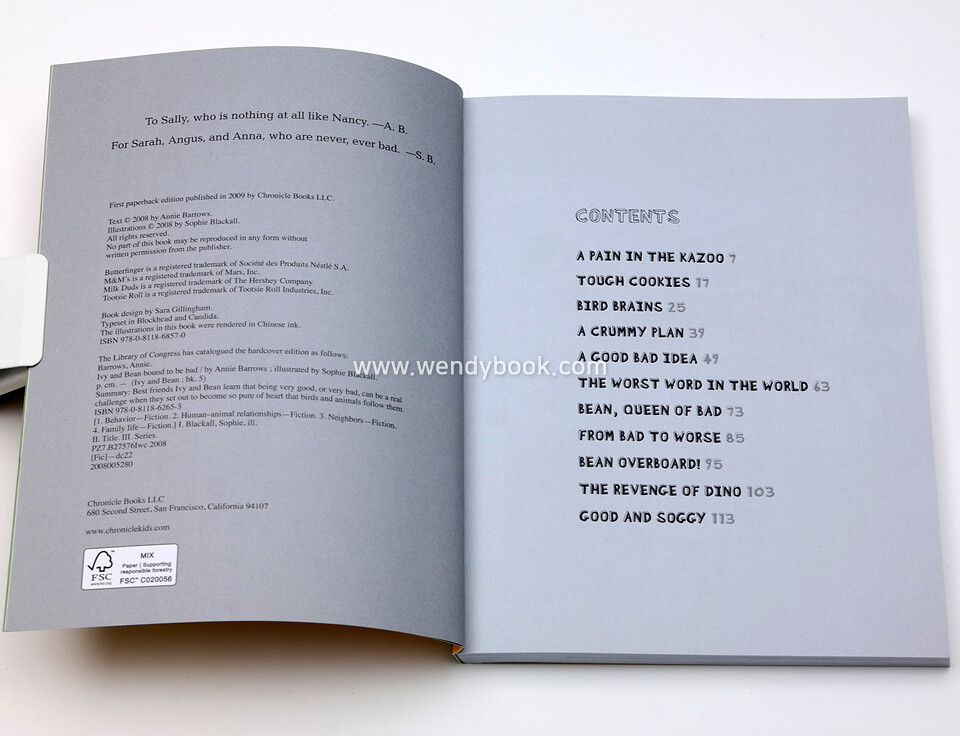 To Sally, who is nothing at all like Nancy. —A. B.
For Sarah, Angus, and Anna, who are never, ever bad. —S. B.
First paperback edition published in 2009 by Chronicle Books LLC.
Text © 2008 by Annie Barrows.
Illustrations © 2008 by Sophie Blackall.
All rights reserved.
No part of this book may be reproduced in any form without
written permission from the publisher.
Butterfinger is a registered trademark of Société des Produits Nestlé S.A.
M&M's is a registered trademark of Mars, Inc.
Milk Duds is a registered trademark of The Hershey Company.
Tootsie Roll is a registered trademark of Tootsie Roll Industries, Inc.
Book design by Sara Gillingham.
Typeset in Blockhead and Candida.
The illustrations in this book were rendered in Chinese ink.
ISBN 978-0-8118-6857-0
The Library of Congress has catalogued the hardcover edition as follows:
Barrows, Annie.
Ivy and Bean bound to be bad / by Annie Barrows ; illustrated by Sophie Blackall.
p. cm. — (Ivy and Bean ; bk. 5)
Summary: Best friends Ivy and Bean learn that being very good, or very bad, can be a real
challenge when they set out to become so pure of heart that birds and animals follow them.
ISBN 978-0-8118-6265-3
[1. Behavior—Fiction. 2. Human-animal relationships—Fiction. 3. Neighbors—Fiction.
4. Family life—Fiction.] I. Blackall, Sophie, ill.
II. Title. III. Series.
PZ7.B27576Iwc 2008
[Fic]—dc22
2008005280
Chronicle Books LLC
680 Second Street, San Francisco, California 94107
www.chroniclekids.com
MIX
Paper | Supporting
responsible forestry
FSC™ C020056
FSC
www.fsc.org
CONTENTS
A PAIN IN THE KAZOO 7
TOUGH COOKIES 17
BIRD BRAINS 25
A CRUMMY PLAN 39
A GOOD BAD IDEA 49
THE WORST WORD IN THE WORLD 63
BEAN, QUEEN OF BAD 73
FROM BAD TO WORSE 85
BEAN OVERBOARD! 95
THE REVENGE OF DINO 103
GOOD AND SOGGY 113
www.wendybook.com